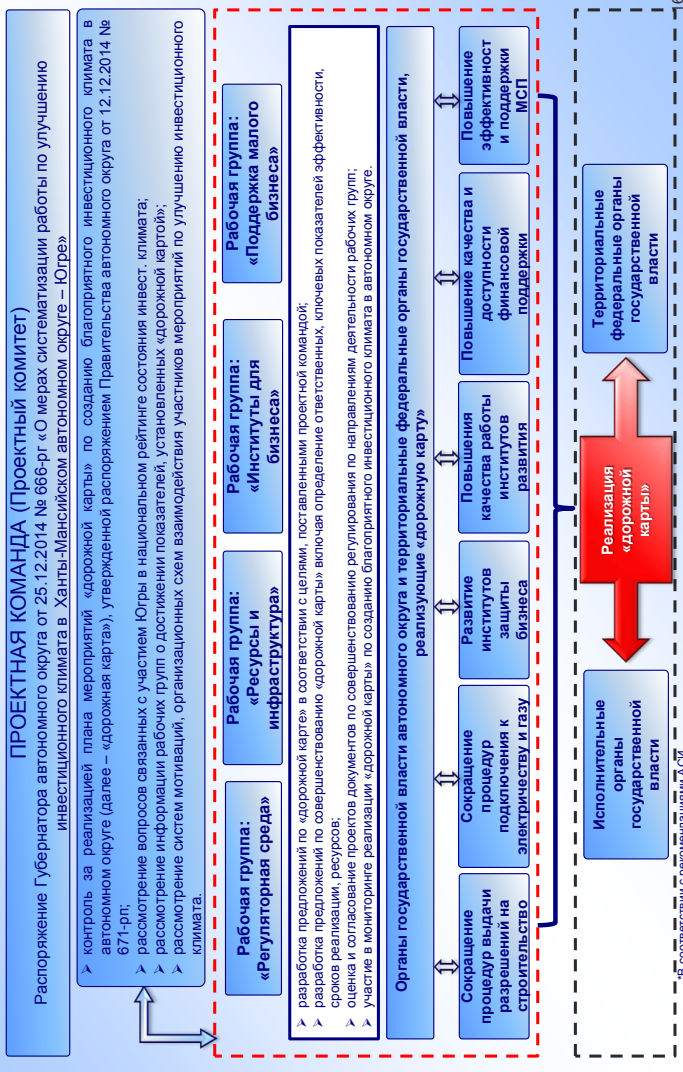 ПРОЕКТНАЯ КОМАНДА (Проектный комитет)
Распоряжение Губернатора автономного округа от 25.12.2014 № 666-рг «О мерах систематизации работы по улучшению
инвестиционного климата в Ханты-Мансийском автономном округе – Югре»
➢ контроль за реализацией плана мероприятий «дорожной карты» по созданию благоприятного инвестиционного климата в
автономном округе (далее – «дорожная карта»), утвержденной распоряжением Правительства автономного округа от 12.12.2014 №
671-рп;
➢ рассмотрение вопросов связанных с участием Югры в национальном рейтинге состояния инвест. климата;
➢ рассмотрение информации рабочих групп о достижении показателей, установленных «дорожной картой»;
➢ рассмотрение систем мотиваций, организационных схем взаимодействия участников мероприятий по улучшению инвестиционного
климата.
Рабочая группа:
«Регуляторная среда»
Рабочая группа:
«Ресурсы и
инфраструктура»
Рабочая группа:
«Институты для
бизнеса»
Рабочая группа:
«Поддержка малого
бизнеса»
➢ разработка предложений по «дорожной карте» в соответствии с целями, поставленными проектной командой;
➢ разработка предложений по совершенствованию «дорожной карты» включая определение ответственных, ключевых показателей эффективности,
сроков реализации, ресурсов;
➢ оценка и согласование проектов документов по совершенствованию регулирования по направлениям деятельности рабочих групп;
➢ участие в мониторинге реализации «дорожной карты» по созданию благоприятного инвестиционного климата в автономном округе.
Органы государственной власти автономного округа и территориальные федеральные органы государственной власти,
реализующие «дорожную карту»
Сокращение
процедур выдачи
разрешений на
строительство
Сокращение
процедур
подключения к
электричеству и газу
Развитие
институтов
защиты
бизнеса
Повышения
качества работы
институтов
развития
Повышение качества и
доступности
финансовой
поддержки
Повышение
эффективност
и поддержки
МСП
Исполнительные
органы
государственной
власти
Реализация
«дорожной
карты»
Территориальные
федеральные органы
государственной
власти
*В соответствии с рекомендациями АСИ
16